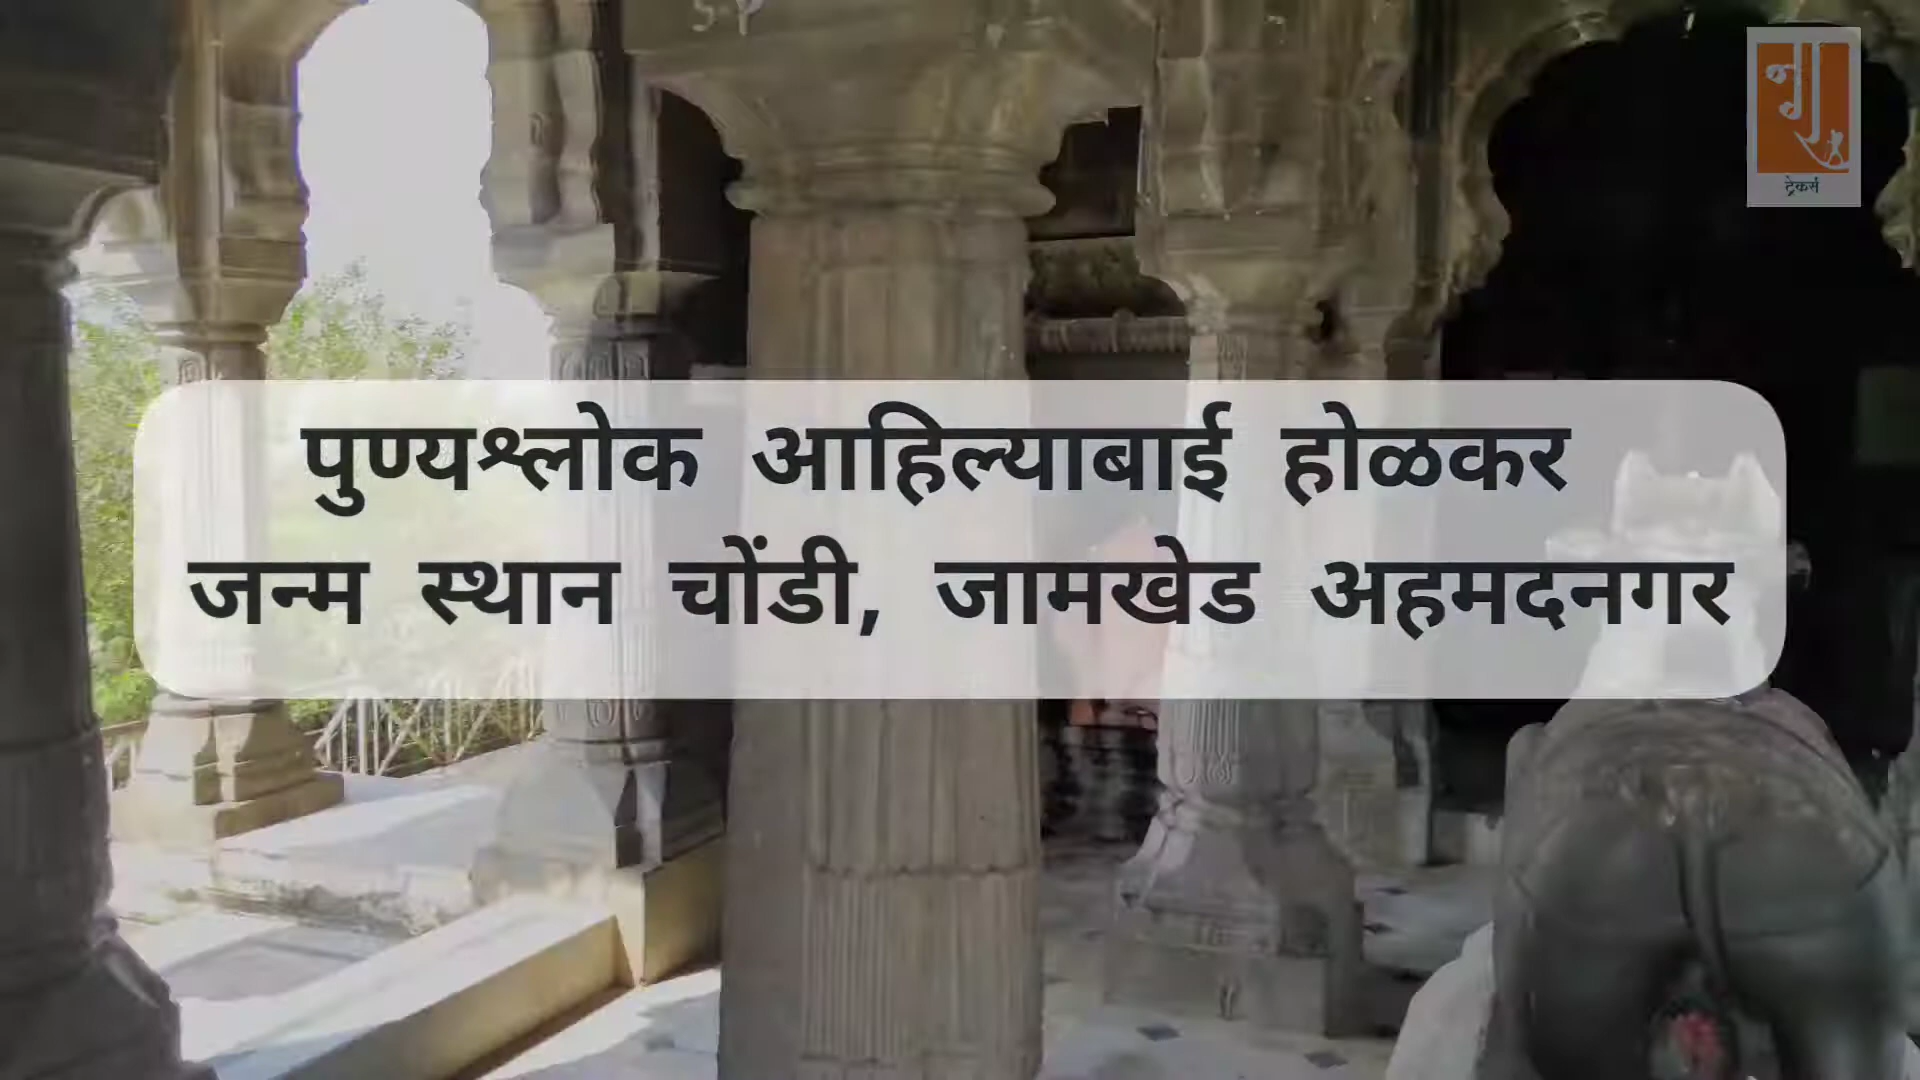 ट्रेकर्स
पुण्यश्लोक आहिल्याबाई होळकर
जन्म स्थान चोंडी, जामखेड अहमदनगर